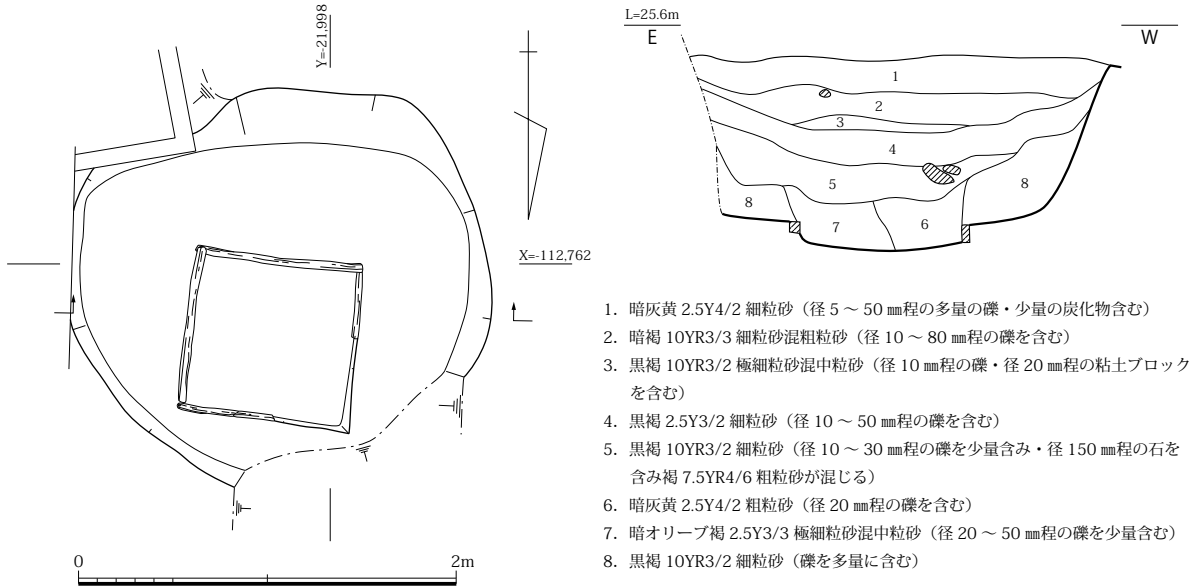 Y=-21,998
X=-112,762
0
2m
L=25.6m
E
W
1
2
3
4
5
8
8
7
6
1. 暗灰黄 2.5Y4/2 細粒砂（径 5 ～ 50 ㎜程の多量の礫・少量の炭化物含む）
2. 暗褐 10YR3/3 細粒砂混粗粒砂（径 10 ～ 80 ㎜程の礫を含む）
3. 黒褐 10YR3/2 極細粒砂混中粒砂（径 10 ㎜程の礫・径 20 ㎜程の粘土ブロック
を含む）
4. 黒褐 2.5Y3/2 細粒砂（径 10 ～ 50 ㎜程の礫を含む）
5. 黒褐 10YR3/2 細粒砂（径 10 ～ 30 ㎜程の礫を少量含み・径 150 ㎜程の石を
含み褐 7.5YR4/6 粗粒砂が混じる）
6. 暗灰黄 2.5Y4/2 粗粒砂（径 20 ㎜程の礫を含む）
7. 暗オリーブ褐 2.5Y3/3 極細粒砂混中粒砂（径 20 ～ 50 ㎜程の礫を少量含む）
8. 黒褐 10YR3/2 細粒砂（礫を多量に含む）